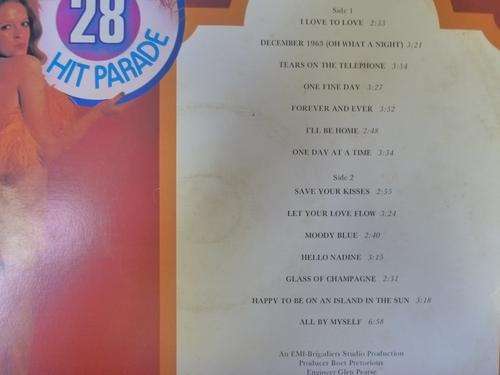 28
HIT PARADE
Side 1
I LOVE TO LOVE 2:53
DECEMBER 1963 (OH WHAT A NIGHT) 3:21
TEARS ON THE TELEPHONE 3:54
ONE FINE DAY 3:27
FOREVER AND EVER 3:52
I'LL BE HOME 2:48
ONE DAY AT A TIME 3:34
Side 2
SAVE YOUR KISSES 2:55
LET YOUR LOVE FLOW 3:24
MOODY BLUE 2:40
HELLO NADINE 3:15
GLASS OF CHAMPAGNE 2:31
HAPPY TO BE ON AN ISLAND IN THE SUN 3:18
ALL BY MYSELF 6:58
An EMI-Brigadiers Studio Production
Producer Boet Pretorious
Engineer Glen Pearse